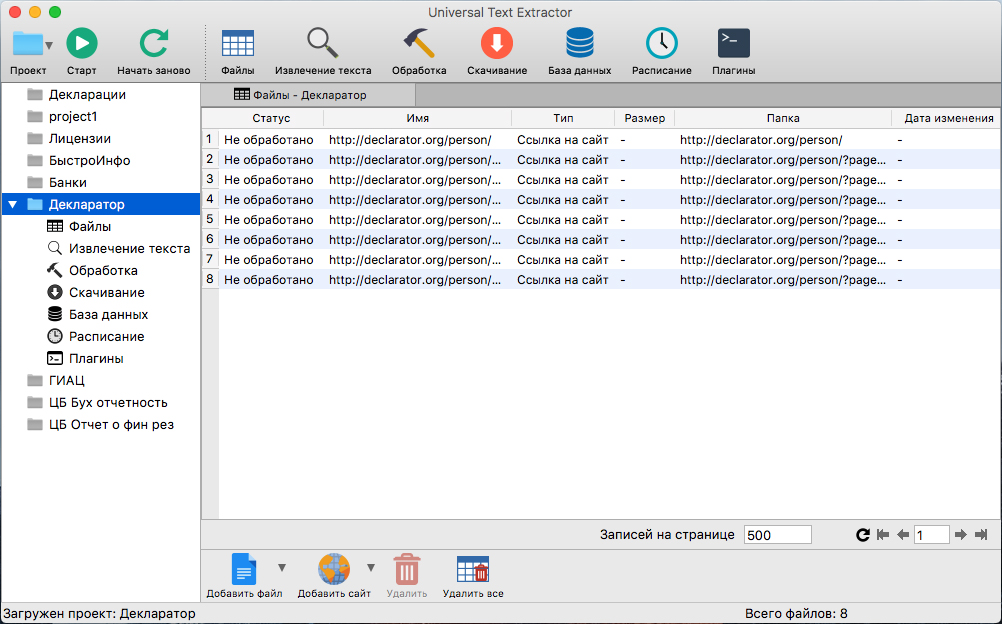 Universal Text Extractor
Проект Старт Начать заново Файлы Извлечение текста Обработка Скачивание База данных Расписание Плагины
Декларации
project1
Лицензии
БыстроИнфо
Банки
Декларатор
Файлы
Извлечение текста
Обработка
Скачивание
База данных
Расписание
Плагины
ГИАЦ
ЦБ Бух отчетность
ЦБ Отчет о фин рез
Файлы - Декларатор
Статус Имя Тип Размер Папка Дата изменения
1 Не обработано http://declarator.org/person/ Ссылка на сайт - http://declarator.org/person/ -
2 Не обработано http://declarator.org/person/... Ссылка на сайт - http://declarator.org/person/?page... -
3 Не обработано http://declarator.org/person/... Ссылка на сайт - http://declarator.org/person/?page... -
4 Не обработано http://declarator.org/person/... Ссылка на сайт - http://declarator.org/person/?page... -
5 Не обработано http://declarator.org/person/... Ссылка на сайт - http://declarator.org/person/?page... -
6 Не обработано http://declarator.org/person/... Ссылка на сайт - http://declarator.org/person/?page... -
7 Не обработано http://declarator.org/person/... Ссылка на сайт - http://declarator.org/person/?page... -
8 Не обработано http://declarator.org/person/... Ссылка на сайт - http://declarator.org/person/?page... -
Записей на странице 500 1
Добавить файл Добавить сайт Удалить Удалить все
Загружен проект: Декларатор Всего файлов: 8